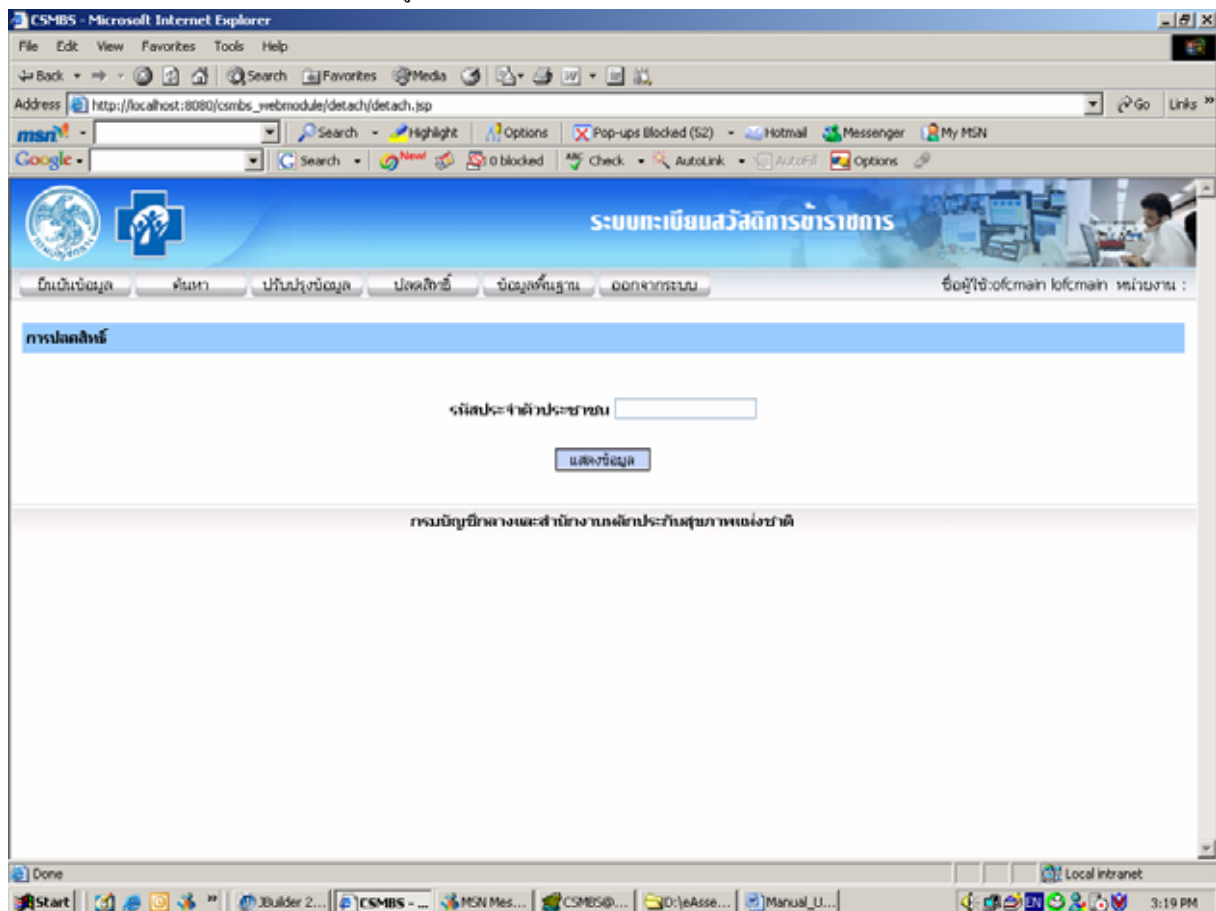 CSMBS - Microsoft Internet Explorer
File Edit View Favorites Tools Help
Back Search Favorites Media
Address http://localhost:8080/csmbs_webmodule/detach/detach.jsp Go Links »
msn Search Highlight Options Pop-ups Blocked (52) Hotmail Messenger My MSN
Google Search New! 0 blocked ABC Check AutoLink AutoFill Options
ระบบทะเบียนสวัสดิการข้าราชการ
ยืนยันข้อมูล ค้นหา ปรับปรุงข้อมูล ปลดสิทธิ์ ข้อมูลพื้นฐาน ออกจากระบบ ชื่อผู้ใช้:ofcmain lofcmain หน่วยงาน :
การปลดสิทธิ์
รหัสประจำตัวประชาชน
แสดงข้อมูล
กรมบัญชีกลางและสำนักงานหลักประกันสุขภาพแห่งชาติ
Done Local intranet
Start » JBuilder 2... CSMBS - ... MSN Mes... CSMBS@... D:\eAsse... Manual_U... EN 3:19 PM